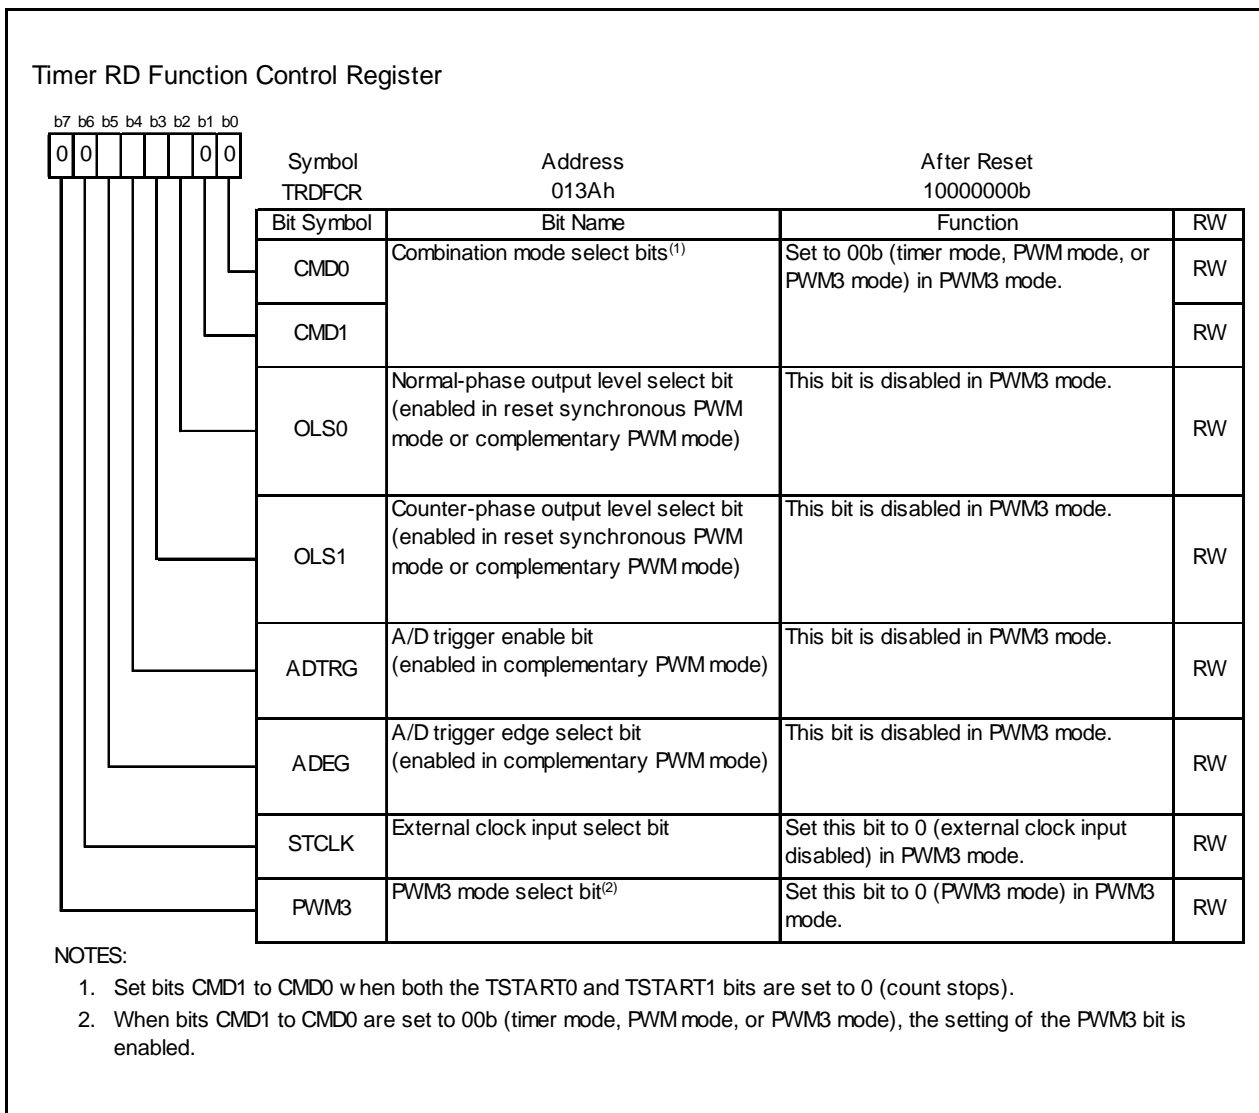 Timer RD Function Control Register
b7 b6 b5 b4 b3 b2 b1 b0
0 0 0 0
Symbol Address After Reset
TRDFCR 013Ah 10000000b
Bit Symbol Bit Name Function RW
CMD0 Combination mode select bits(1) Set to 00b (timer mode, PWM mode, or
PWM3 mode) in PWM3 mode. RW
CMD1 RW
OLS0 Normal-phase output level select bit
(enabled in reset synchronous PWM
mode or complementary PWM mode) This bit is disabled in PWM3 mode. RW
OLS1 Counter-phase output level select bit
(enabled in reset synchronous PWM
mode or complementary PWM mode) This bit is disabled in PWM3 mode. RW
ADTRG A/D trigger enable bit
(enabled in complementary PWM mode) This bit is disabled in PWM3 mode. RW
ADEG A/D trigger edge select bit
(enabled in complementary PWM mode) This bit is disabled in PWM3 mode. RW
STCLK External clock input select bit Set this bit to 0 (external clock input
disabled) in PWM3 mode. RW
PWM3 PWM3 mode select bit(2) Set this bit to 0 (PWM3 mode) in PWM3
mode. RW
NOTES:
1. Set bits CMD1 to CMD0 when both the TSTART0 and TSTART1 bits are set to 0 (count stops).
2. When bits CMD1 to CMD0 are set to 00b (timer mode, PWM mode, or PWM3 mode), the setting of the PWM3 bit is
enabled.